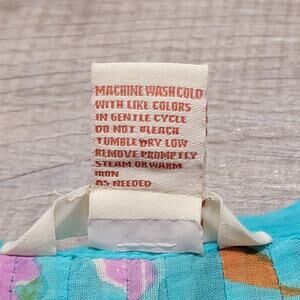 MACHINE WASH COLD
WITH LIKE COLORS
IN GENTLE CYCLE
DO NOT BLEACH
TUMBLE DRY LOW
REMOVE PROMPTLY
STEAM OR WARM
IRON
AS NEEDED